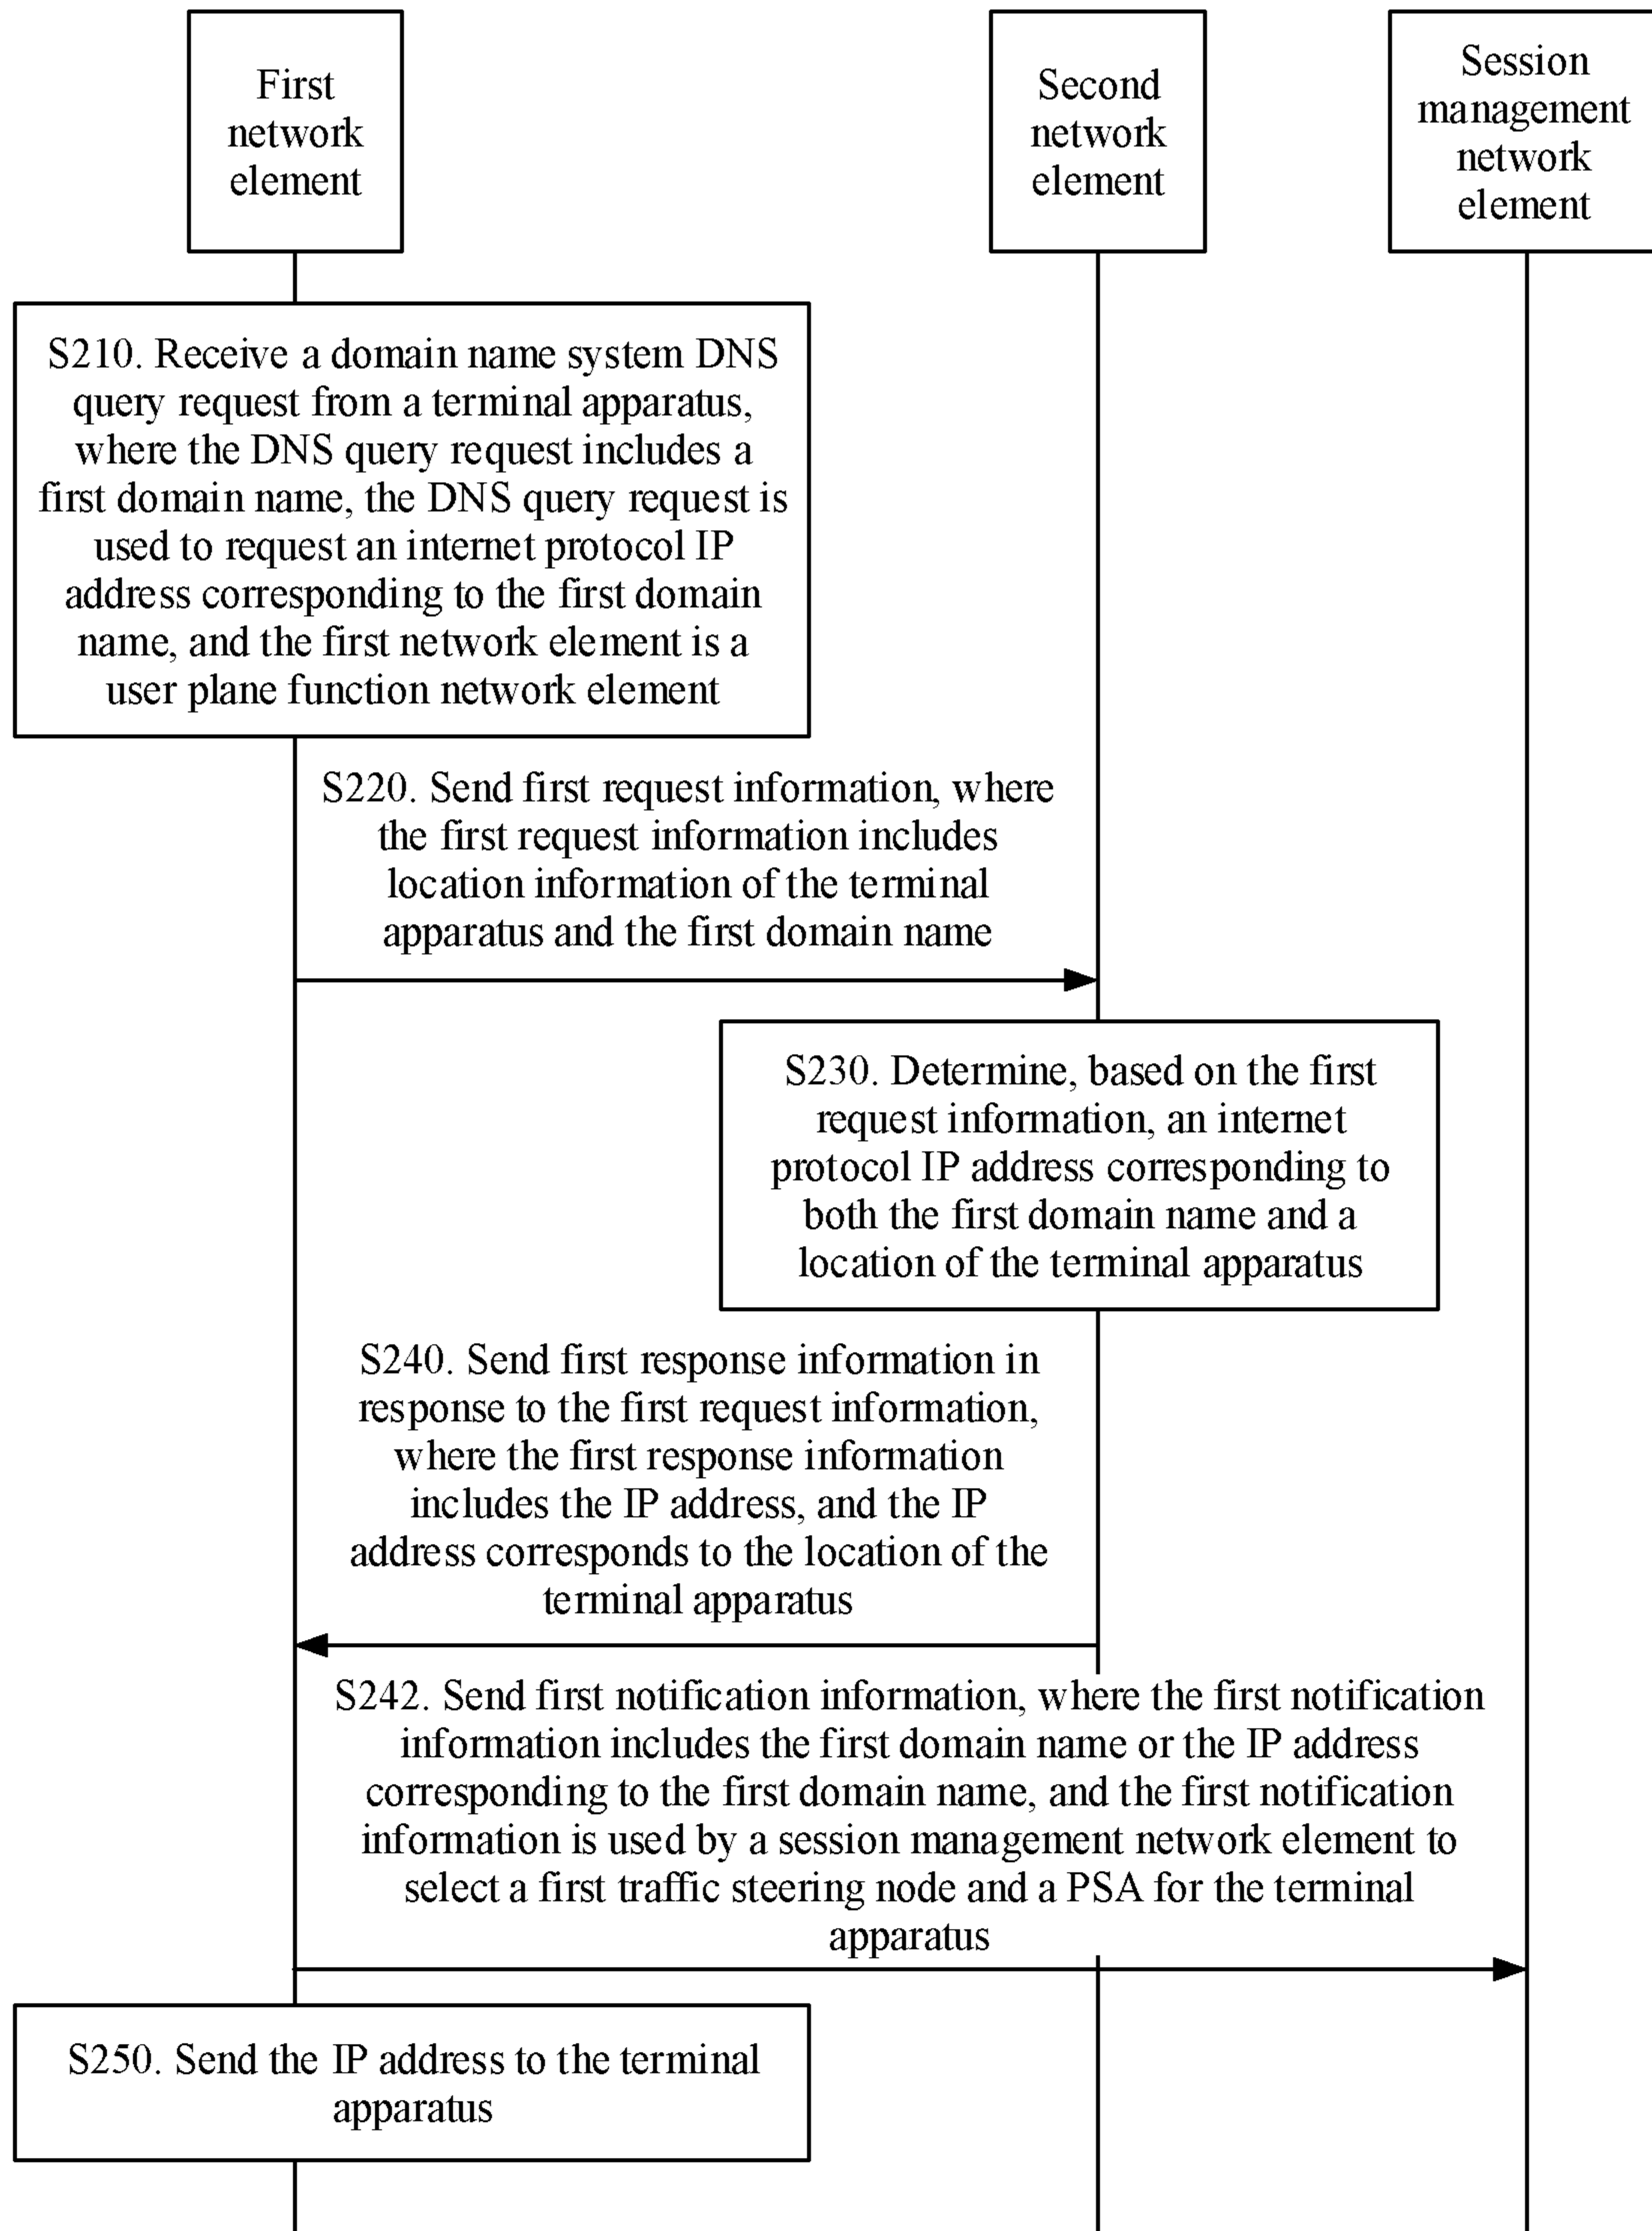 First
network
element
Second
network
element
Session
management
network
element
S210. Receive a domain name system DNS
query request from a terminal apparatus,
where the DNS query request includes a
first domain name, the DNS query request is
used to request an internet protocol IP
address corresponding to the first domain
name, and the first network element is a
user plane function network element
S220. Send first request information, where
the first request information includes
location information of the terminal
apparatus and the first domain name
S230. Determine, based on the first
request information, an internet
protocol IP address corresponding to
both the first domain name and a
location of the terminal apparatus
S240. Send first response information in
response to the first request information,
where the first response information
includes the IP address, and the IP
address corresponds to the location of the
terminal apparatus
S242. Send first notification information, where the first notification
information includes the first domain name or the IP address
corresponding to the first domain name, and the first notification
information is used by a session management network element to
select a first traffic steering node and a PSA for the terminal
apparatus
S250. Send the IP address to the terminal
apparatus